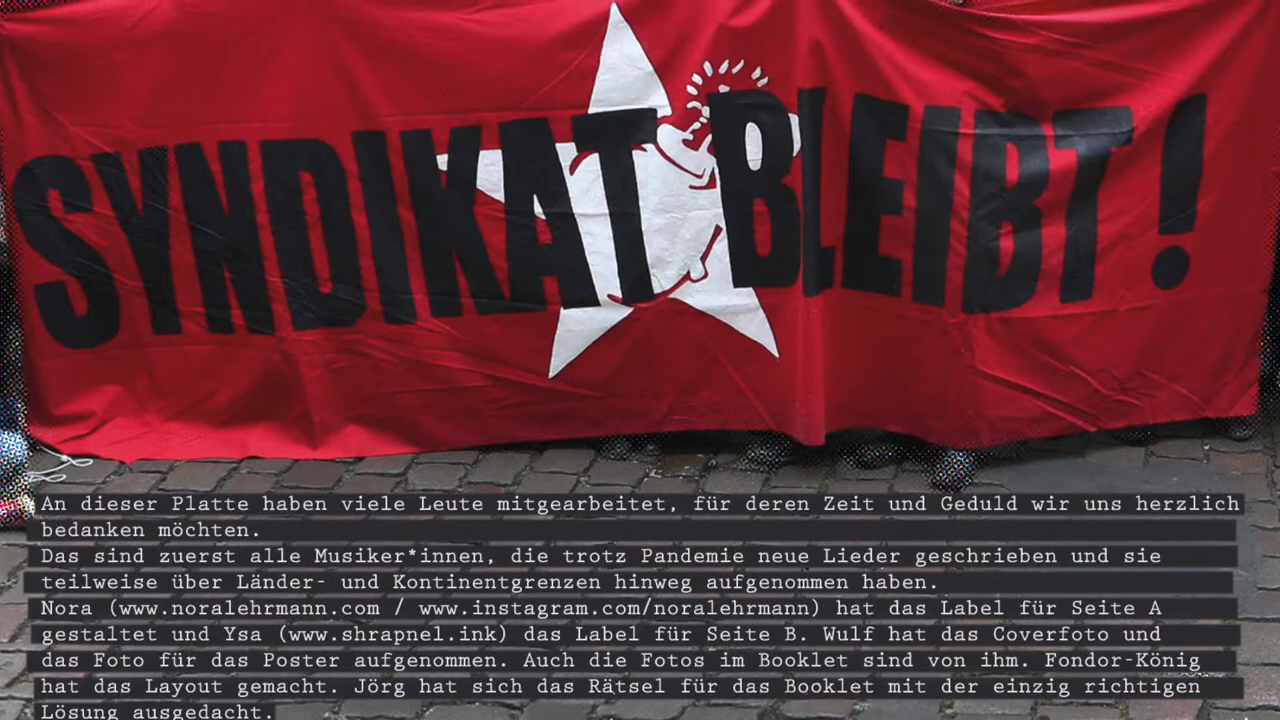 SYNDIKAT BLEIBT!
An dieser Platte haben viele Leute mitgearbeitet, für deren Zeit und Geduld wir uns herzlich
bedanken möchten.
Das sind zuerst alle Musiker*innen, die trotz Pandemie neue Lieder geschrieben und sie
teilweise über Länder- und Kontinentgrenzen hinweg aufgenommen haben.
Nora (www.noralehrmann.com / www.instagram.com/noralehrmann) hat das Label für Seite A
gestaltet und Ysa (www.shrapnel.ink) das Label für Seite B. Wulf hat das Coverfoto und
das Foto für das Poster aufgenommen. Auch die Fotos im Booklet sind von ihm. Fondor-König
hat das Layout gemacht. Jörg hat sich das Rätsel für das Booklet mit der einzig richtigen
Lösung ausgedacht.